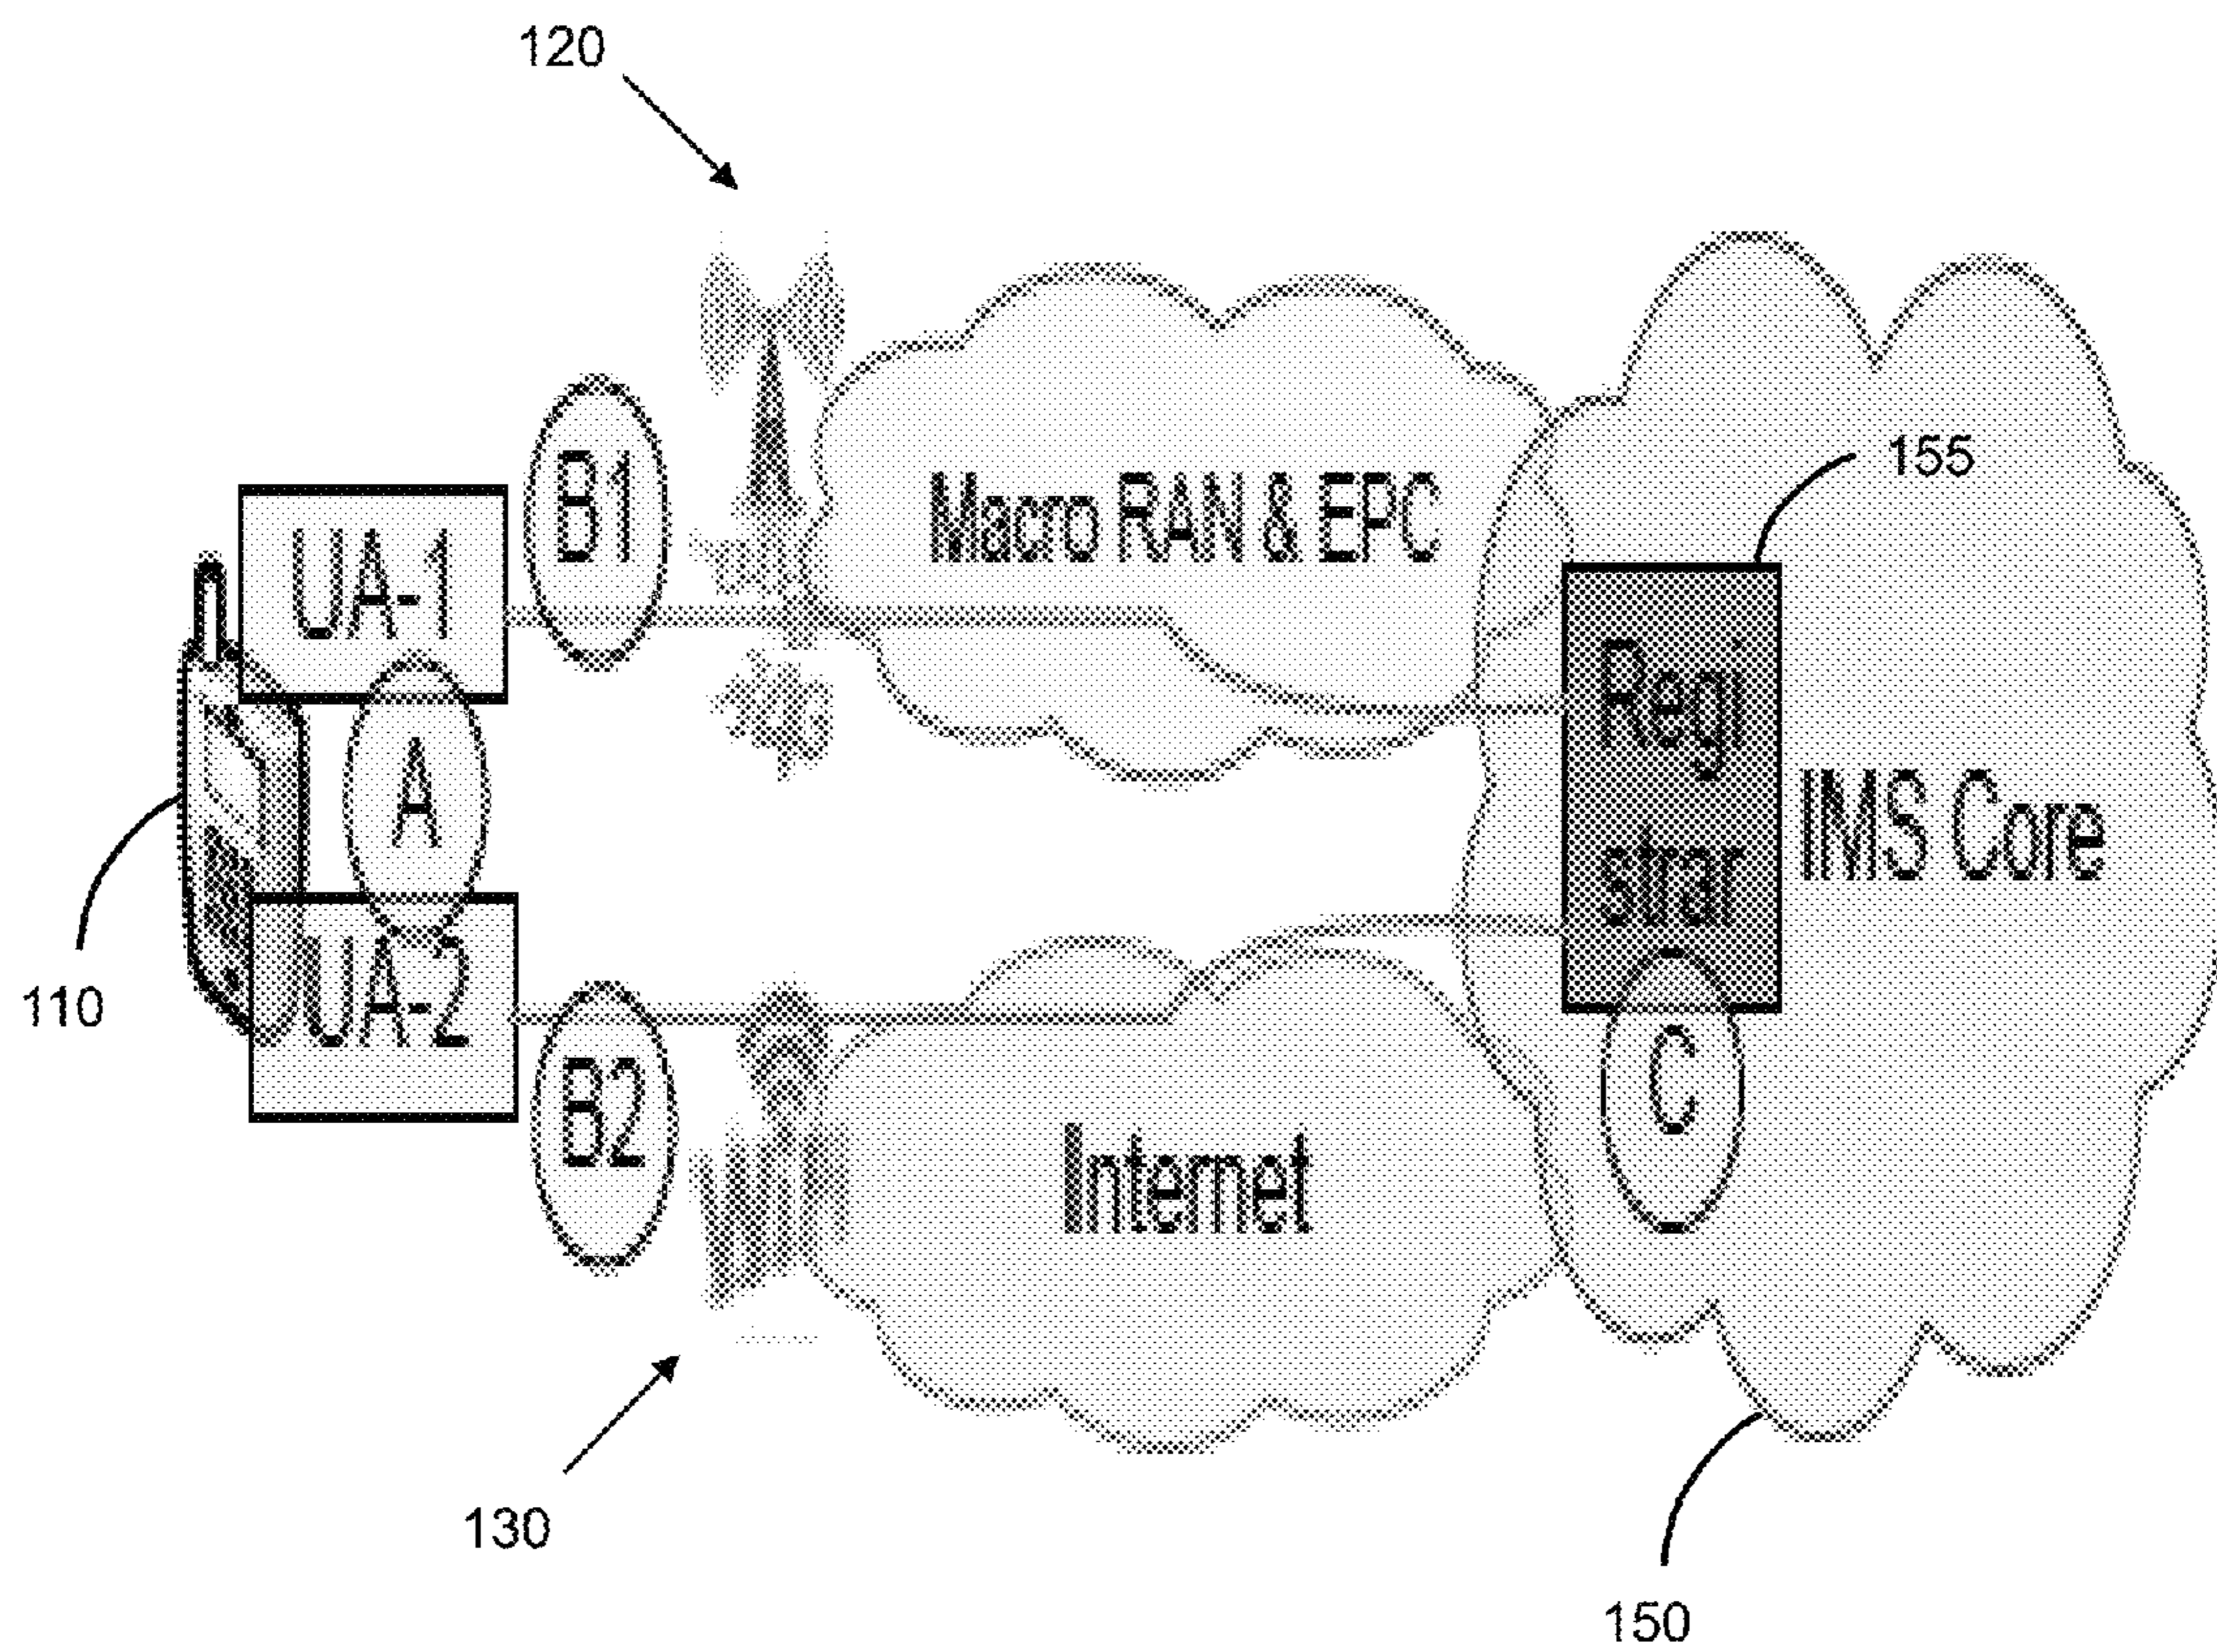 120
155
B1
Macro RAN & EPC
UA-1
Regi
strar
A
IMS Core
UA-2
110
B2
C
Internet
WiFi
130
150